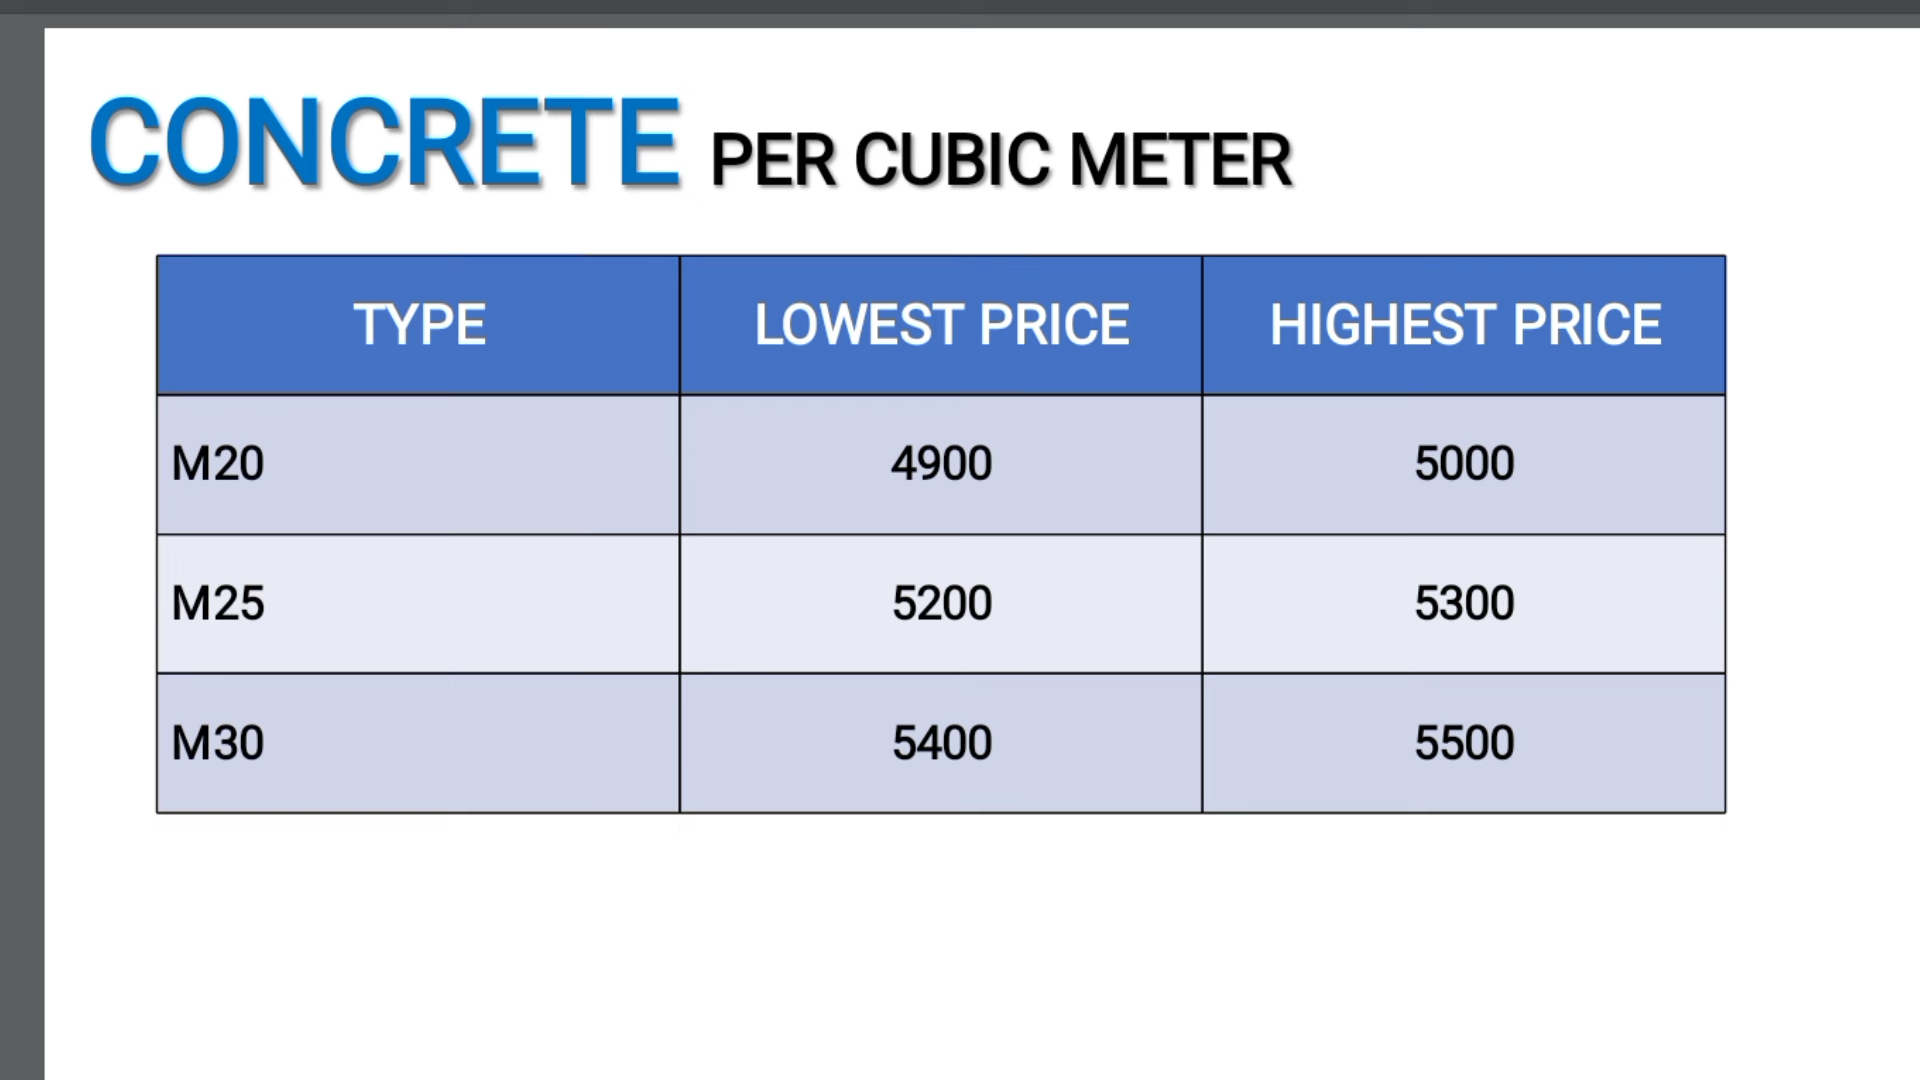 CONCRETE PER CUBIC METER
TYPE LOWEST PRICE HIGHEST PRICE
M20 4900 5000
M25 5200 5300
M30 5400 5500